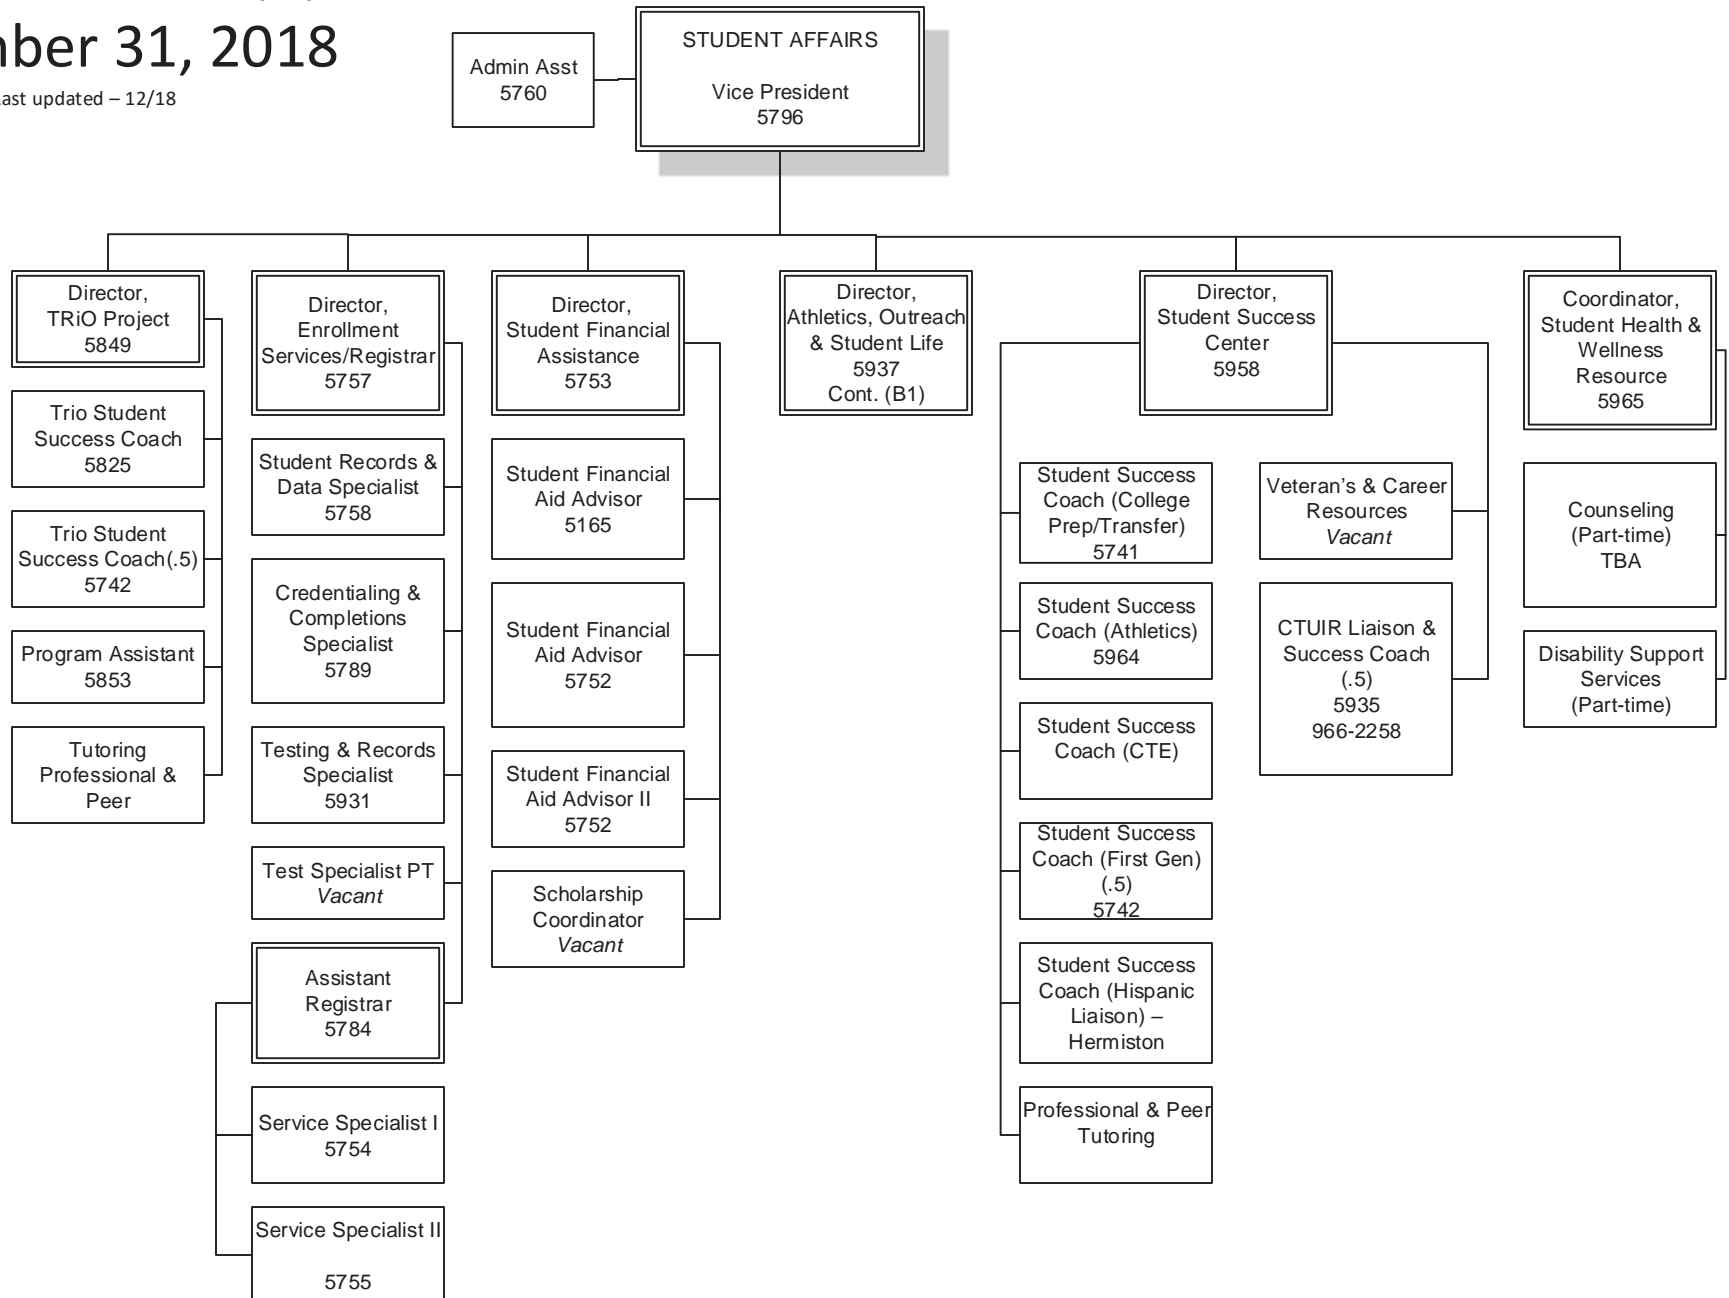 mber 31, 2018
Last updated – 12/18
Admin Asst
5760
STUDENT AFFAIRS
Vice President
5796
Director,
TRiO Project
5849
Trio Student
Success Coach
5825
Trio Student
Success Coach(.5)
5742
Program Assistant
5853
Tutoring
Professional &
Peer
Director,
Enrollment
Services/Registrar
5757
Student Records &
Data Specialist
5758
Credentialing &
Completions
Specialist
5789
Testing & Records
Specialist
5931
Test Specialist PT
Vacant
Assistant
Registrar
5784
Service Specialist I
5754
Service Specialist II
5755
Director,
Student Financial
Assistance
5753
Student Financial
Aid Advisor
5165
Student Financial
Aid Advisor
5752
Student Financial
Aid Advisor II
5752
Scholarship
Coordinator
Vacant
Director,
Athletics, Outreach
& Student Life
5937
Cont. (B1)
Director,
Student Success
Center
5958
Student Success
Coach (College
Prep/Transfer)
5741
Student Success
Coach (Athletics)
5964
Student Success
Coach (CTE)
Student Success
Coach (First Gen)
(.5)
5742
Student Success
Coach (Hispanic
Liaison) –
Hermiston
Professional & Peer
Tutoring
Veteran’s & Career
Resources
Vacant
CTUIR Liaison &
Success Coach
(.5)
5935
966-2258
Coordinator,
Student Health &
Wellness
Resource
5965
Counseling
(Part-time)
TBA
Disability Support
Services
(Part-time)